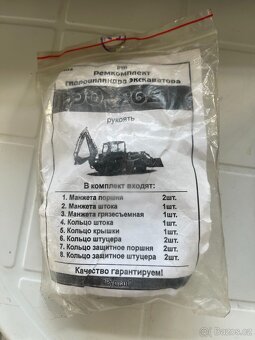 Ремкомплект
гидроцилиндра экскаватора
рукоять
В комплект входят:
1. Манжета поршня 2шт.
2. Манжета штока 1шт.
3. Манжета грязесъемная 1шт.
4. Кольцо штока 1шт.
5. Кольцо крышки 1шт.
6. Кольцо штуцера 2шт.
7. Кольцо защитное поршня 2шт.
8. Кольцо защитное штуцера 2шт.
Качество гарантируем!
bazos.cz